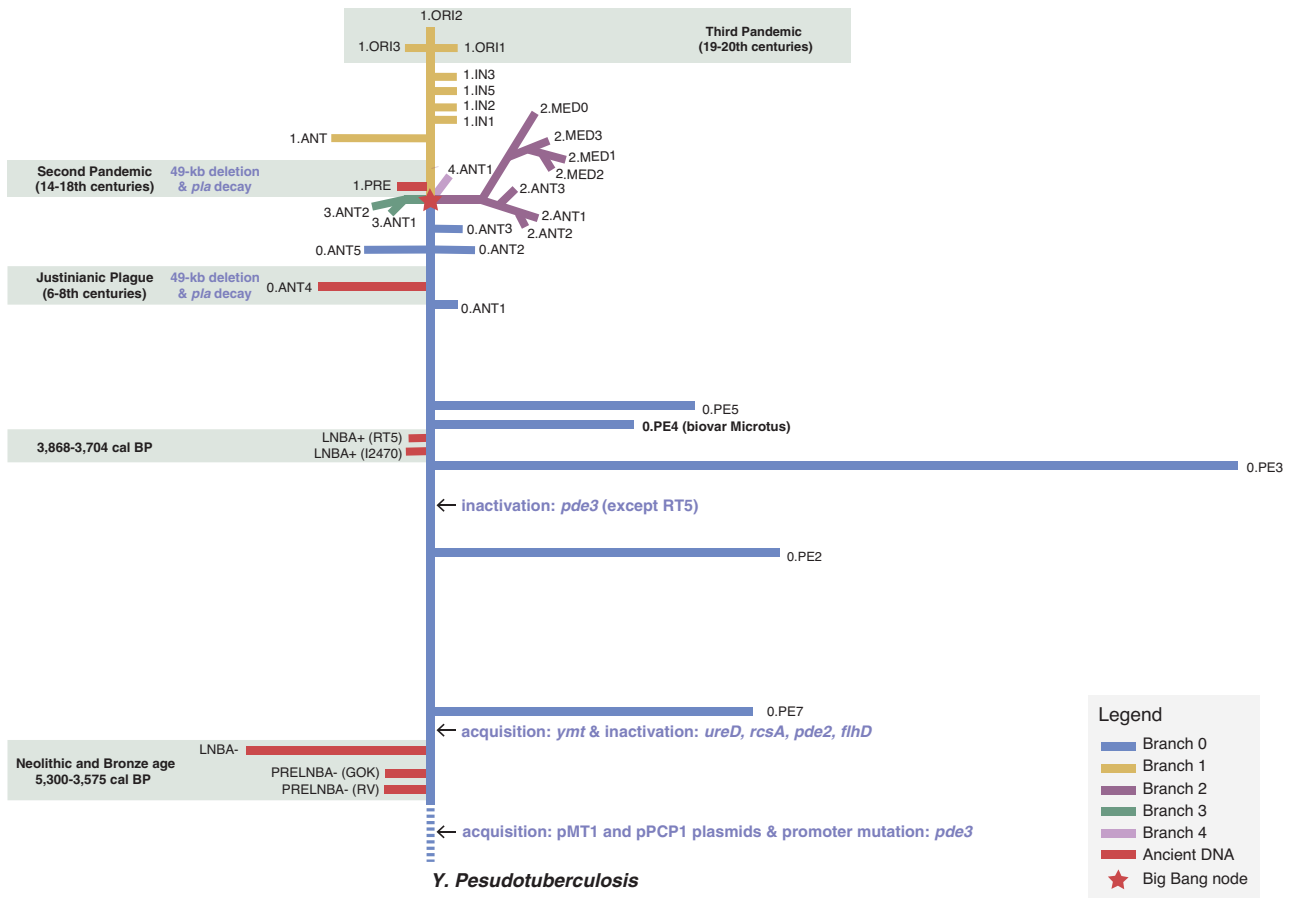 1.ORI2
Third Pandemic
(19-20th centuries)
1.ORI3
1.ORI1
1.IN3
1.IN5
1.IN2
1.IN1
2.MED0
1.ANT
2.MED3
2.MED1
2.MED2
Second Pandemic
(14-18th centuries)
49-kb deletion
& pla decay
4.ANT1
1.PRE
2.ANT3
3.ANT2
3.ANT1
2.ANT1
2.ANT2
0.ANT3
0.ANT5
0.ANT2
Justinianic Plague
(6-8th centuries)
49-kb deletion
& pla decay
0.ANT4
0.ANT1
0.PE5
0.PE4 (biovar Microtus)
3,868-3,704 cal BP
LNBA+ (RT5)
LNBA+ (I2470)
0.PE3
inactivation: pde3 (except RT5)
0.PE2
0.PE7
acquisition: ymt & inactivation: ureD, rcsA, pde2, flhD
LNBA-
Neolithic and Bronze age
5,300-3,575 cal BP
PRELNBA- (GOK)
PRELNBA- (RV)
acquisition: pMT1 and pPCP1 plasmids & promoter mutation: pde3
Y. Pesudotuberculosis
Legend
Branch 0
Branch 1
Branch 2
Branch 3
Branch 4
Ancient DNA
Big Bang node